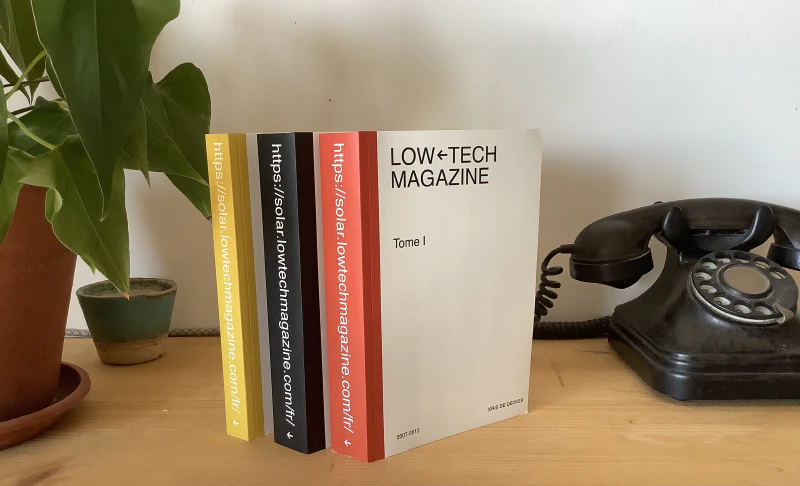 https://solar.lowtechmagazine.com/fr/ ←
https://solar.lowtechmagazine.com/fr/ ←
https://solar.lowtechmagazine.com/fr/ ←
LOW←TECH
MAGAZINE
Tome I
2007-2012
KRIS DE DECKER